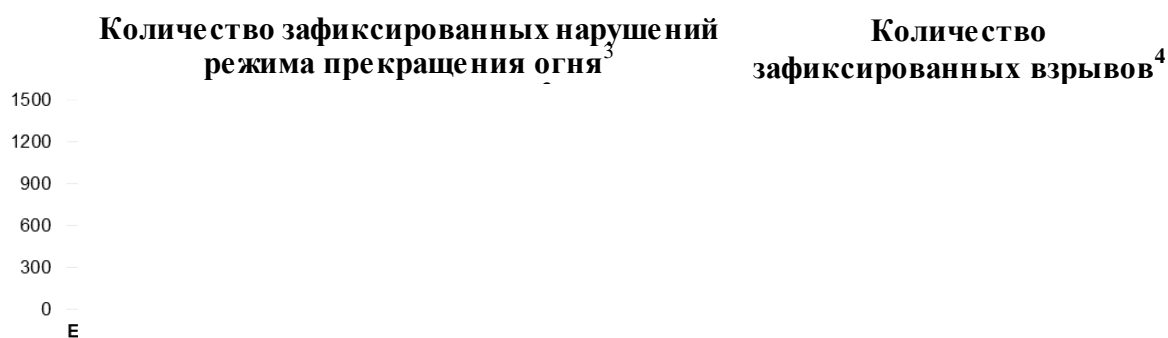 Количество зафиксированных нарушений
режима прекращения огня³
Количество
зафиксированных взрывов⁴
1500
1200
900
600
300
0
E